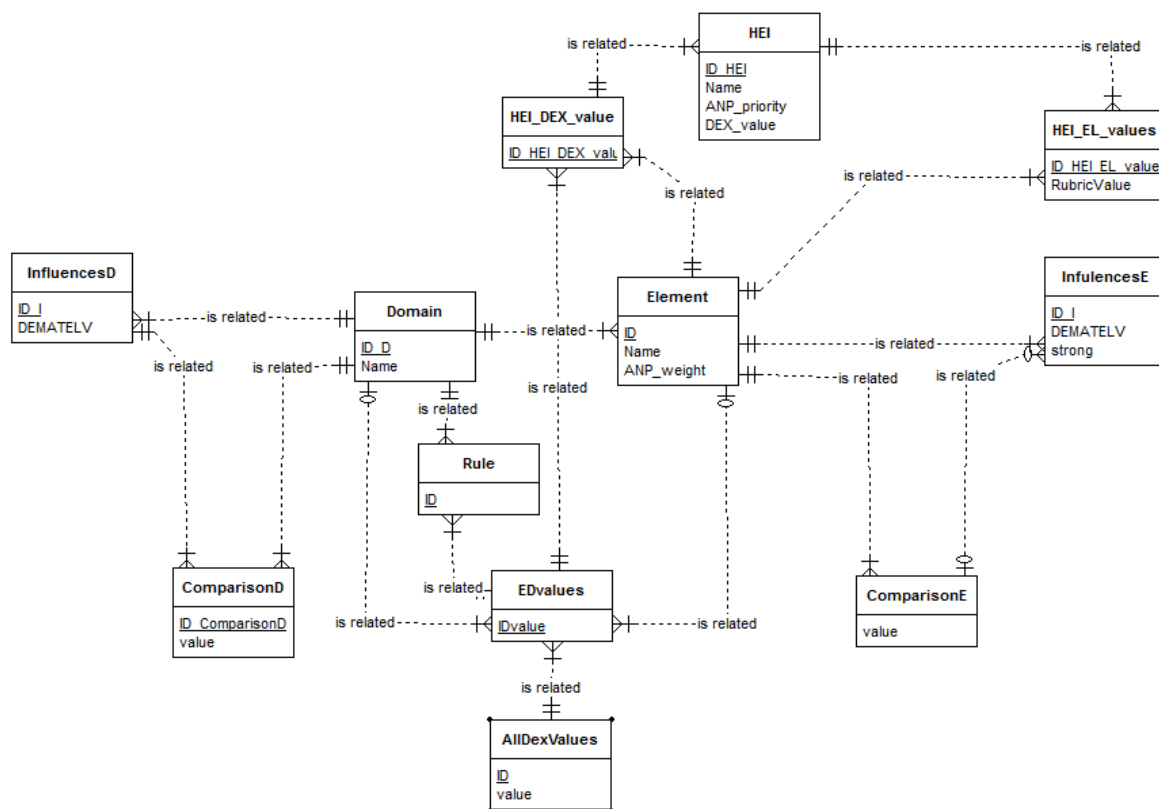 HEI
ID_HEI
Name
ANP_priority
DEX_value
is related
is related
HEI_DEX_value
ID_HEI_DEX_valu
HEI_EL_values
ID_HEI_EL_value
RubricValue
is related
is related
InfluencesD
ID_I
DEMATELV
is related
Domain
ID_D
Name
is related
Element
ID
Name
ANP_weight
InfulencesE
ID_I
DEMATELV
strong
is related
is related
is related
is related
is related
is related
is related
Rule
ID
ComparisonD
ID_ComparisonD
value
is related
EDvalues
IDvalue
ComparisonE
value
is related
is related
is related
AllDexValues
ID
value